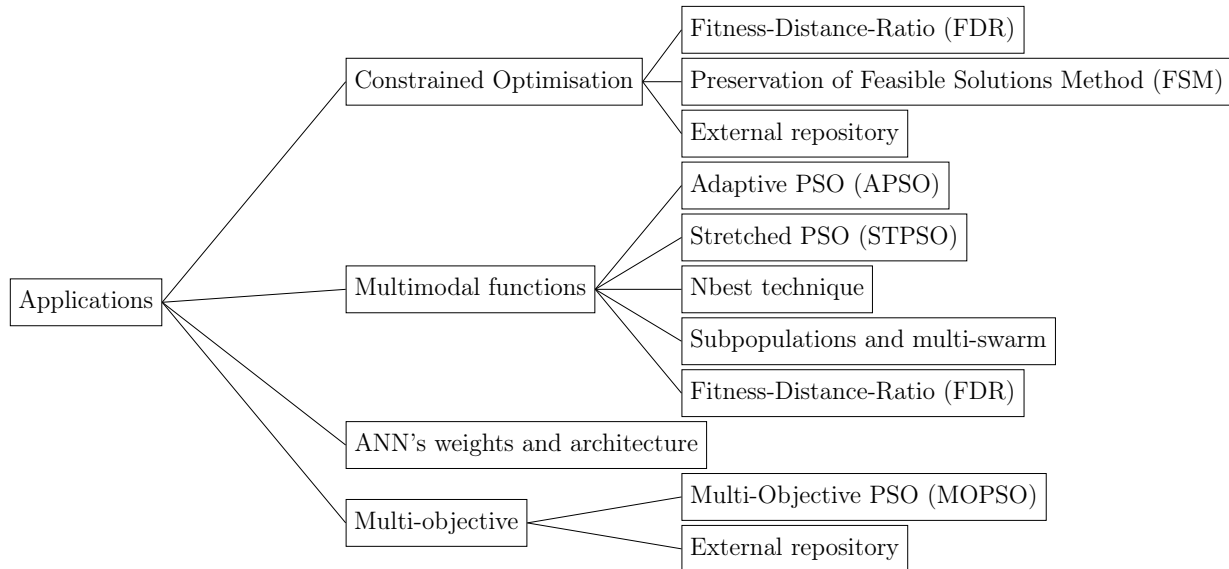 Applications
Constrained Optimisation
Fitness-Distance-Ratio (FDR)
Preservation of Feasible Solutions Method (FSM)
External repository
Multimodal functions
Adaptive PSO (APSO)
Stretched PSO (STPSO)
Nbest technique
Subpopulations and multi-swarm
Fitness-Distance-Ratio (FDR)
ANN's weights and architecture
Multi-objective
Multi-Objective PSO (MOPSO)
External repository